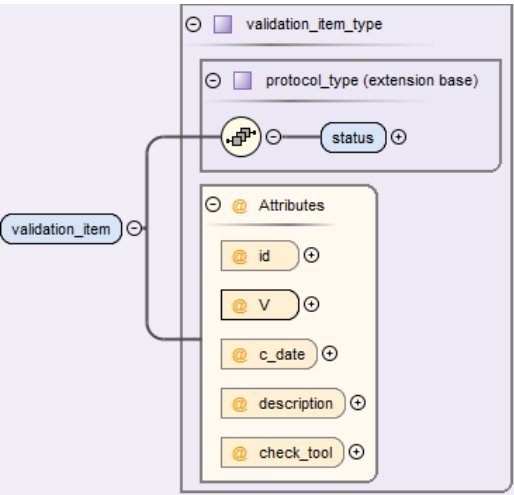 validation_item_type
protocol_type (extension base)
status
@ Attributes
validation_item
@ id
@ V
@ c_date
@ description
@ check_tool